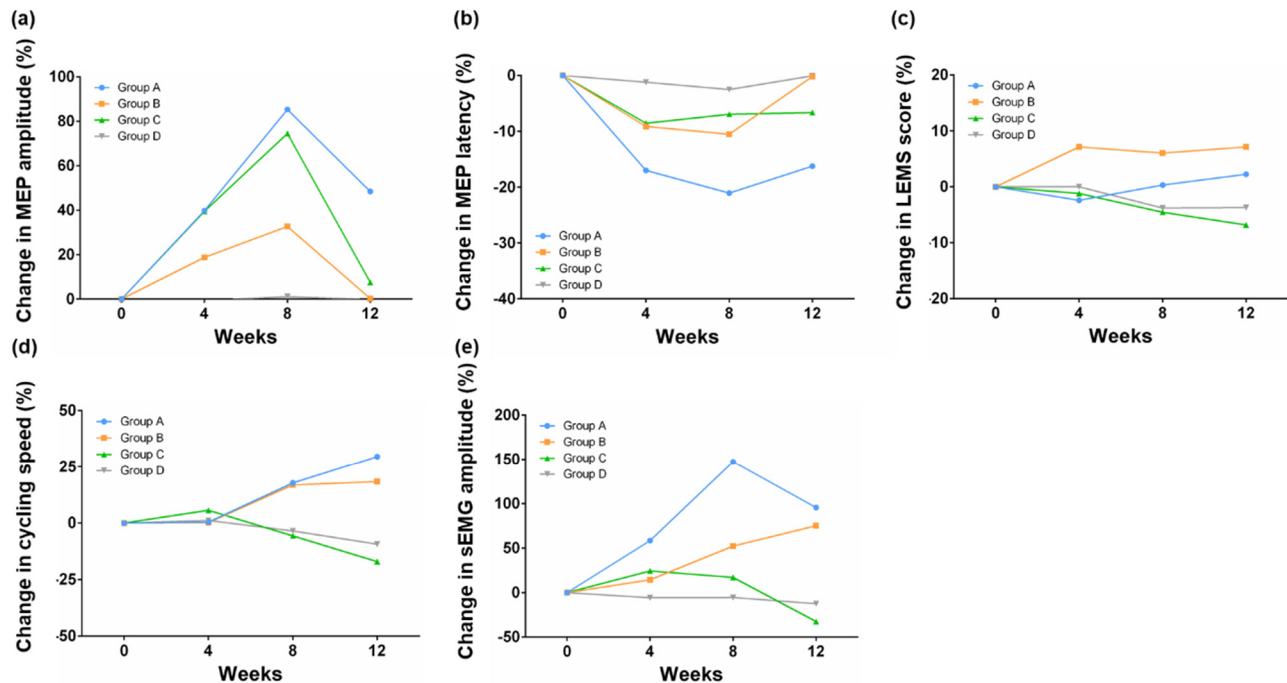 (a)
Change in MEP amplitude (%)
100
80
60
40
20
0
Group A
Group B
Group C
Group D
0 4 8 12
Weeks
(b)
Change in MEP latency (%)
0
-10
-20
-30
-40
Group A
Group B
Group C
Group D
0 4 8 12
Weeks
(c)
Change in LEMS score (%)
20
10
0
-10
-20
Group A
Group B
Group C
Group D
0 4 8 12
Weeks
(d)
Change in cycling speed (%)
50
25
0
-25
-50
Group A
Group B
Group C
Group D
0 4 8 12
Weeks
(e)
Change in sEMG amplitude (%)
200
150
100
50
0
-50
Group A
Group B
Group C
Group D
0 4 8 12
Weeks